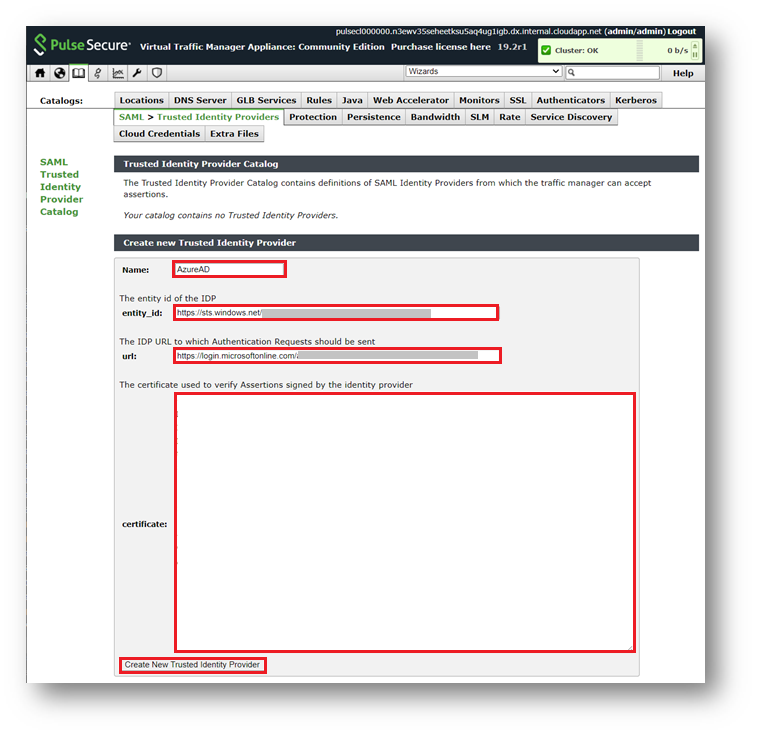 pulsecl000000.n3ewv35seheetksu5aq4ug1igb.dx.internal.cloudapp.net (admin/admin) Logout
PulseSecure Virtual Traffic Manager Appliance: Community Edition Purchase license here 19.2r1 Cluster: OK 0 b/s
Wizards Help
Catalogs: Locations DNS Server GLB Services Rules Java Web Accelerator Monitors SSL Authenticators Kerberos
SAML > Trusted Identity Providers Protection Persistence Bandwidth SLM Rate Service Discovery
Cloud Credentials Extra Files
SAML
Trusted
Identity
Provider
Catalog
Trusted Identity Provider Catalog
The Trusted Identity Provider Catalog contains definitions of SAML Identity Providers from which the traffic manager can accept
assertions.
Your catalog contains no Trusted Identity Providers.
Create new Trusted Identity Provider
Name: AzureAD
The entity id of the IDP
entity_id: https://sts.windows.net/
The IDP URL to which Authentication Requests should be sent
url: https://login.microsoftonline.com/
The certificate used to verify Assertions signed by the identity provider
certificate:
Create New Trusted Identity Provider